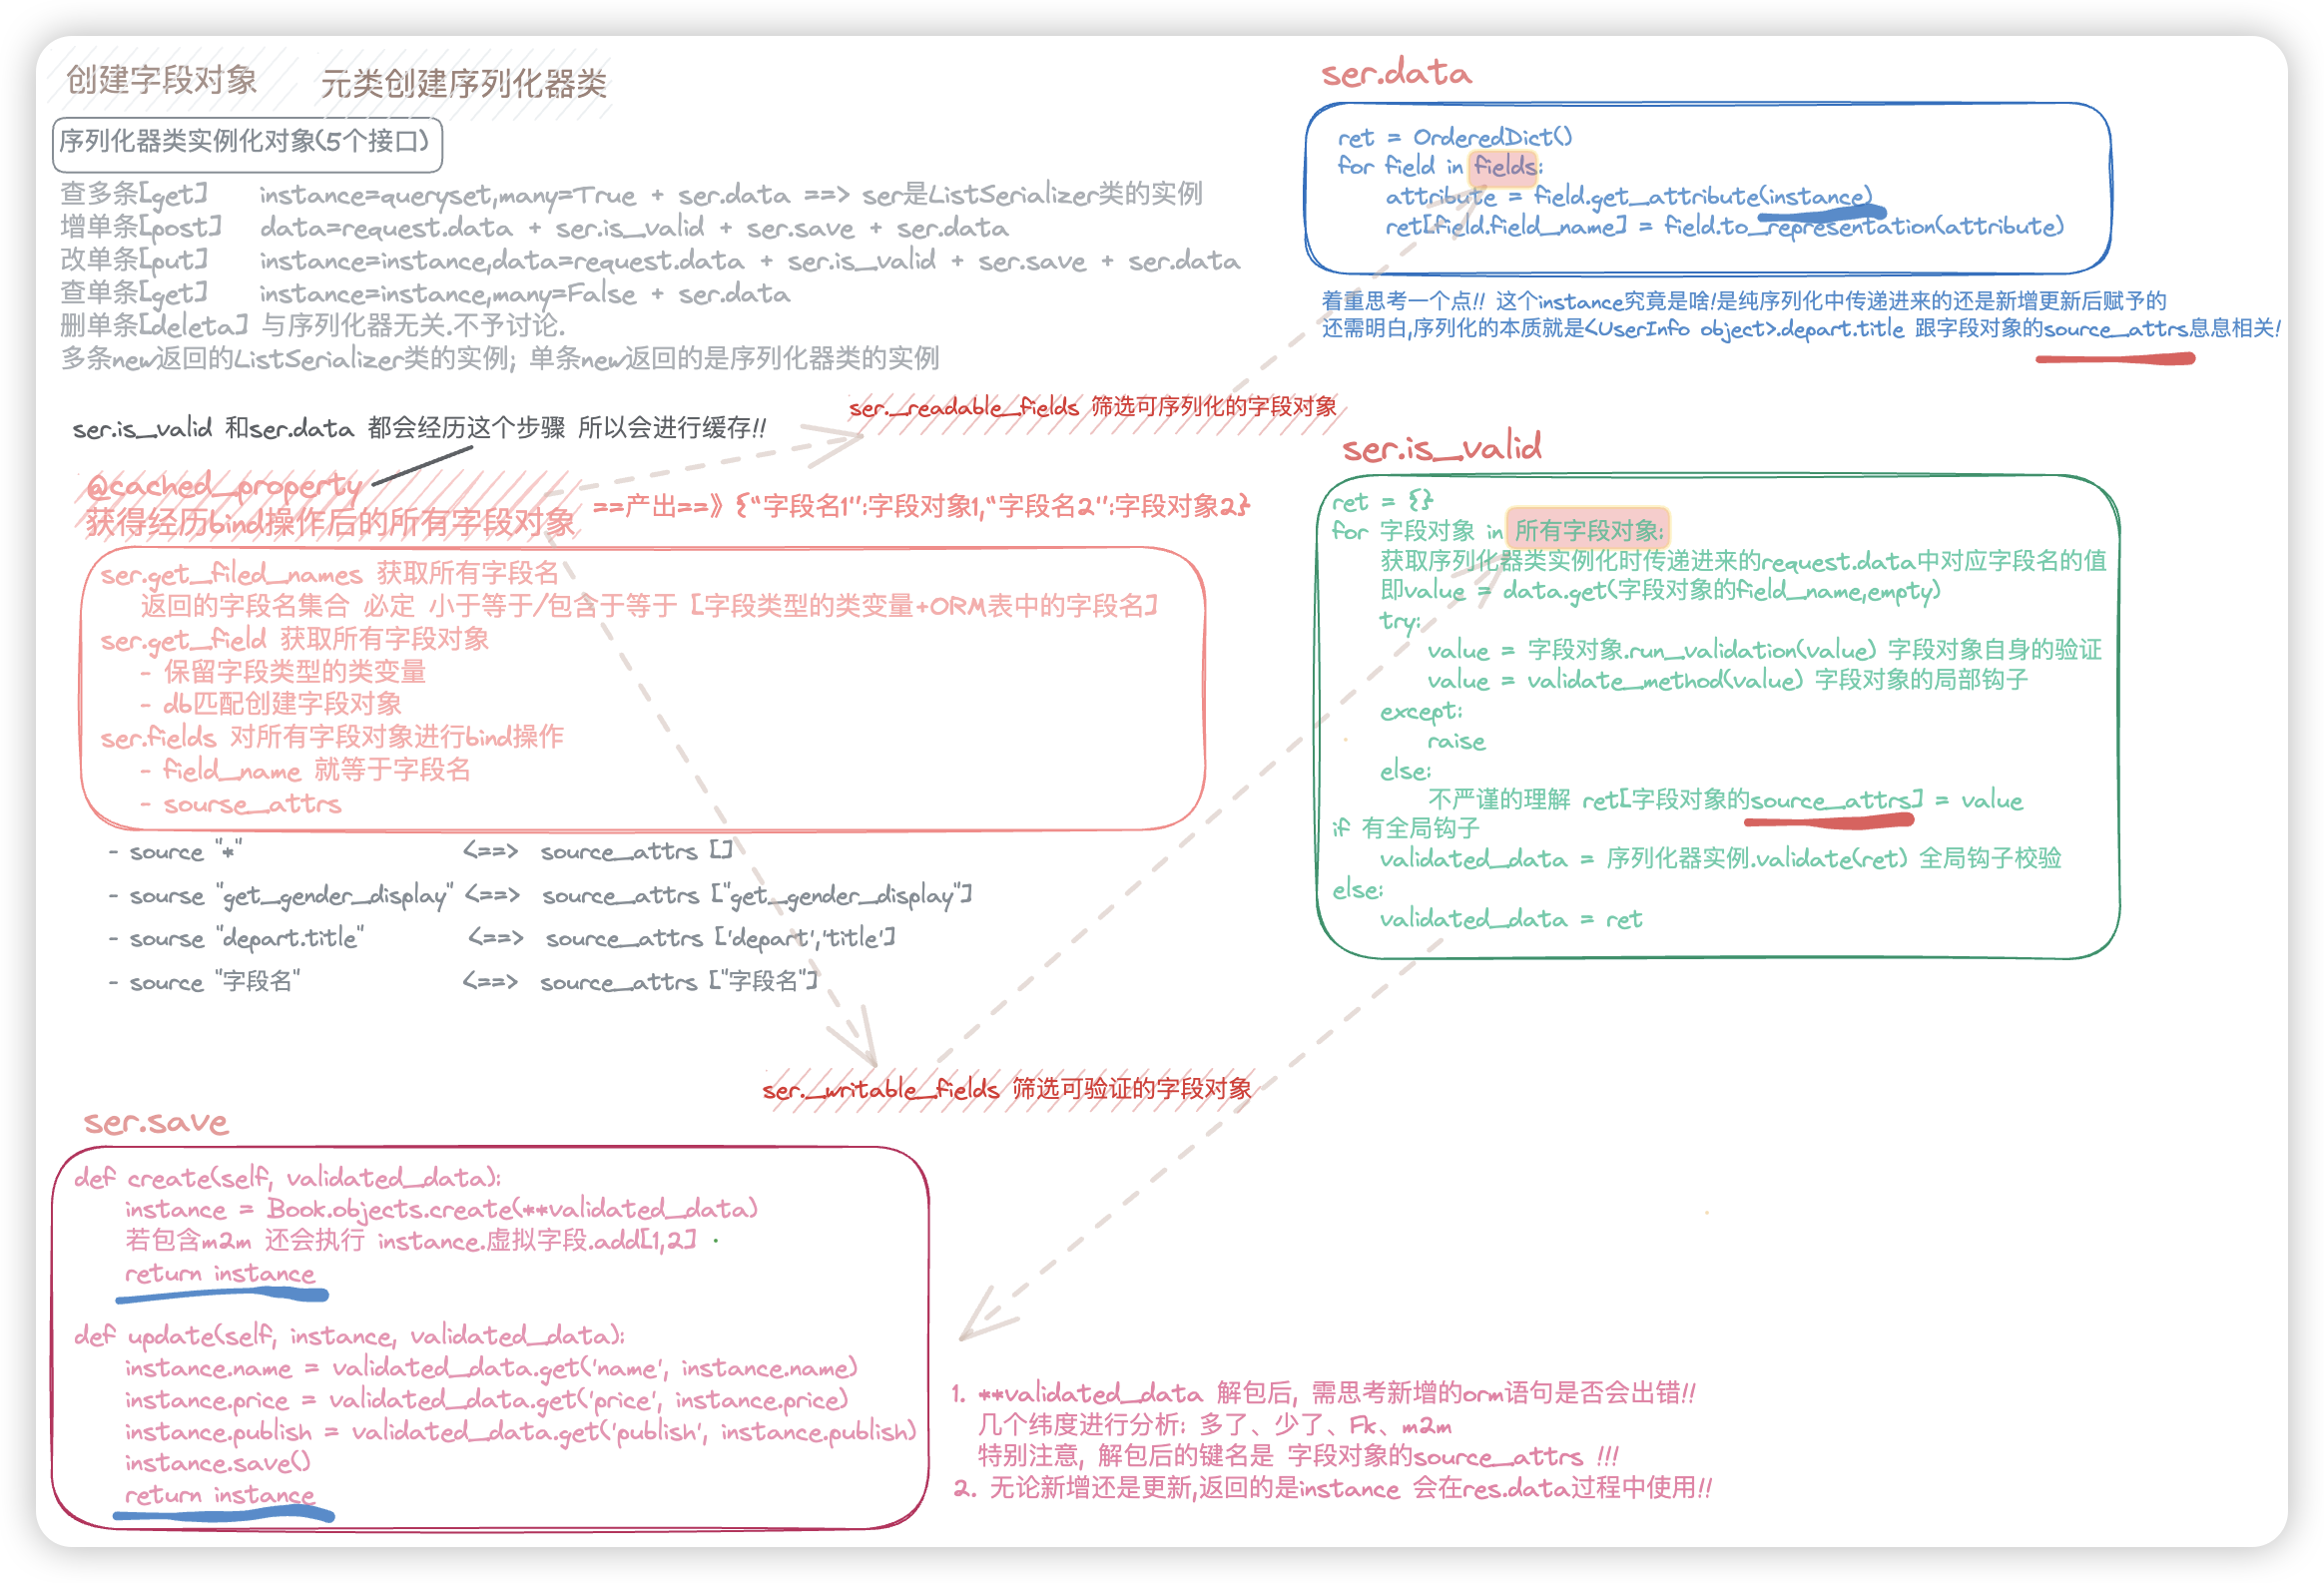 创建字段对象
元类创建序列化器类
序列化器类实例化对象(5个接口)
查多条[get] instance=queryset,many=True + ser.data ==> ser是ListSerializer类的实例
增单条[post] data=request.data + ser.is_valid + ser.save + ser.data
改单条[put] instance=instance,data=request.data + ser.is_valid + ser.save + ser.data
查单条[get] instance=instance,many=False + ser.data
删单条[deleta] 与序列化器无关.不予讨论.
多条new返回的ListSerializer类的实例; 单条new返回的是序列化器类的实例
ser.is_valid 和ser.data 都会经历这个步骤 所以会进行缓存!!
@cached_property
获得经历bind操作后的所有字段对象
==产出==》{"字段名1":字段对象1,"字段名2":字段对象2}
ser.get_filed_names 获取所有字段名
返回的字段名集合 必定 小于等于/包含于等于 [字段类型的类变量+ORM表中的字段名]
ser.get_field 获取所有字段对象
- 保留字段类型的类变量
- db匹配创建字段对象
ser.fields 对所有字段对象进行bind操作
- field_name 就等于字段名
- sourse_attrs
- source "*" <==> source_attrs []
- sourse "get_gender_display" <==> source_attrs ["get_gender_display"]
- sourse "depart.title" <==> source_attrs ['depart','title']
- source "字段名" <==> source_attrs ["字段名"]
ser._readable_fields 筛选可序列化的字段对象
ser._writable_fields 筛选可验证的字段对象
ser.data
ret = OrderedDict()
for field in fields:
attribute = field.get_attribute(instance)
ret[field.field_name] = field.to_representation(attribute)
着重思考一个点!! 这个instance究竟是啥!是纯序列化中传递进来的还是新增更新后赋予的
还需明白,序列化的本质就是<UserInfo object>.depart.title 跟字段对象的source_attrs息息相关!
ser.is_valid
ret = {}
for 字段对象 in 所有字段对象:
获取序列化器类实例化时传递进来的request.data中对应字段名的值
即value = data.get(字段对象的field_name,empty)
try:
value = 字段对象.run_validation(value) 字段对象自身的验证
value = validate_method(value) 字段对象的局部钩子
except:
raise
else:
不严谨的理解 ret[字段对象的source_attrs] = value
if 有全局钩子
validated_data = 序列化器实例.validate(ret) 全局钩子校验
else:
validated_data = ret
ser.save
def create(self, validated_data):
instance = Book.objects.create(**validated_data)
若包含m2m 还会执行 instance.虚拟字段.add[1,2]
return instance
def update(self, instance, validated_data):
instance.name = validated_data.get('name', instance.name)
instance.price = validated_data.get('price', instance.price)
instance.publish = validated_data.get('publish', instance.publish)
instance.save()
return instance
1. **validated_data 解包后, 需思考新增的orm语句是否会出错!!
几个纬度进行分析: 多了、少了、Fk、m2m
特别注意, 解包后的键名是 字段对象的source_attrs !!!
2. 无论新增还是更新,返回的是instance 会在res.data过程中使用!!